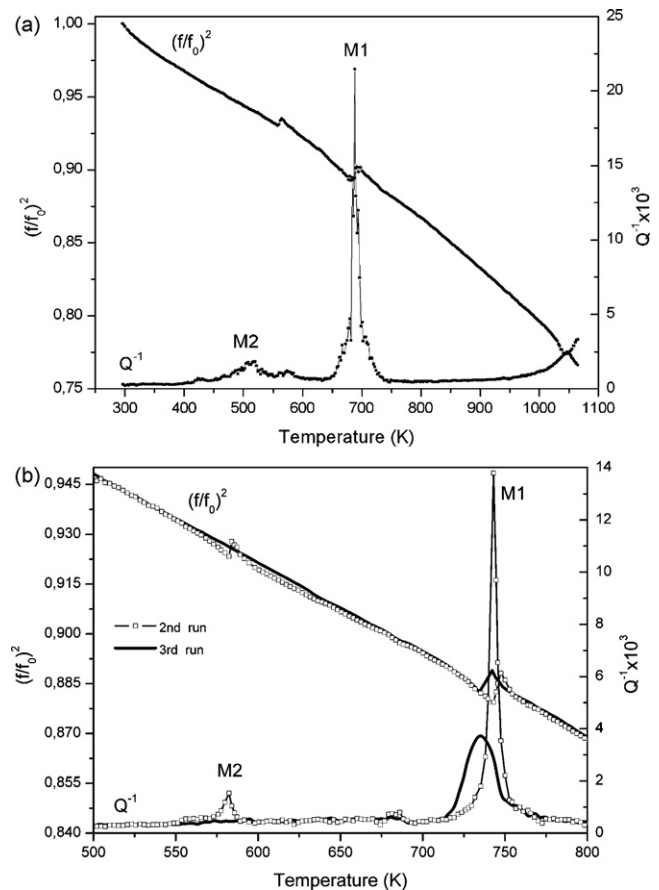 (a)
1,00
0,95
0,90
0,85
0,80
0,75
(f/f₀)²
(f/f₀)²
M1
M2
Q⁻¹
25
20
15
10
5
0
Q⁻¹x10³
300 400 500 600 700 800 900 1000 1100
Temperature (K)
(b)
0,945
0,930
0,915
0,900
0,885
0,870
0,855
0,840
(f/f₀)²
(f/f₀)²
M1
2nd run
3rd run
M2
Q⁻¹
14
12
10
8
6
4
2
0
Q⁻¹x10³
500 550 600 650 700 750 800
Temperature (K)